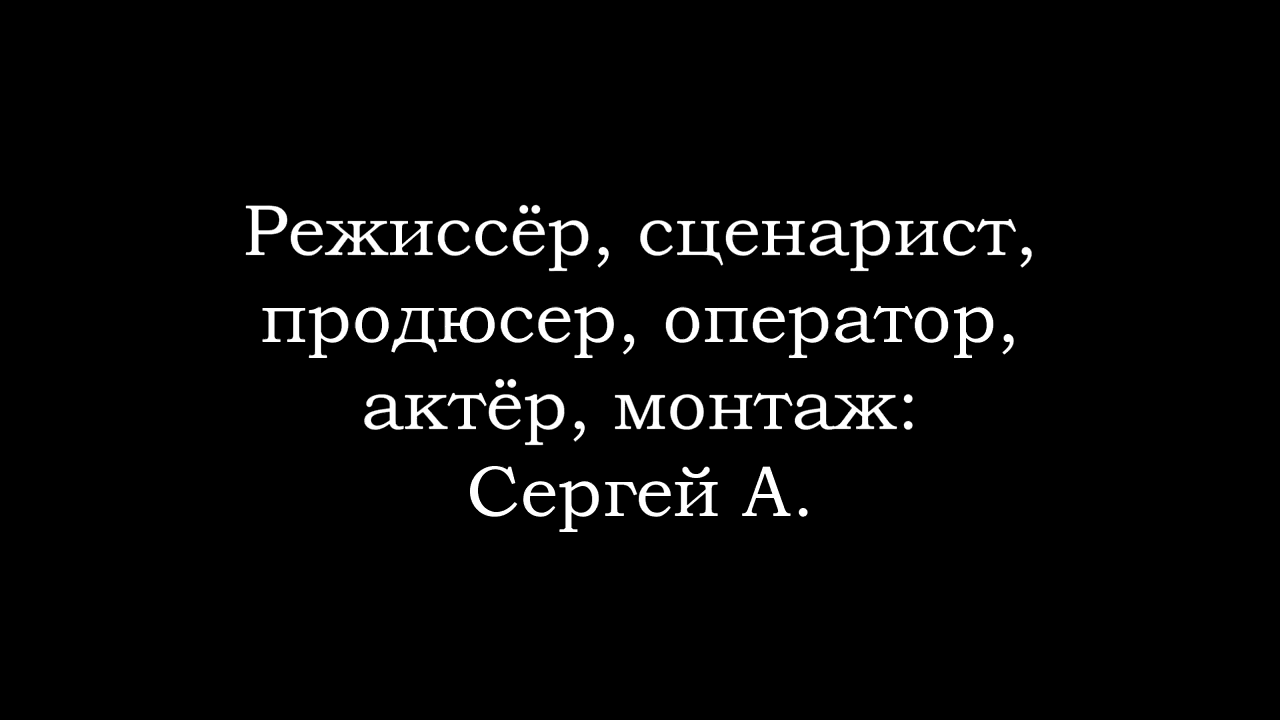 Режиссёр, сценарист,
продюсер, оператор,
актёр, монтаж:
Сергей А.